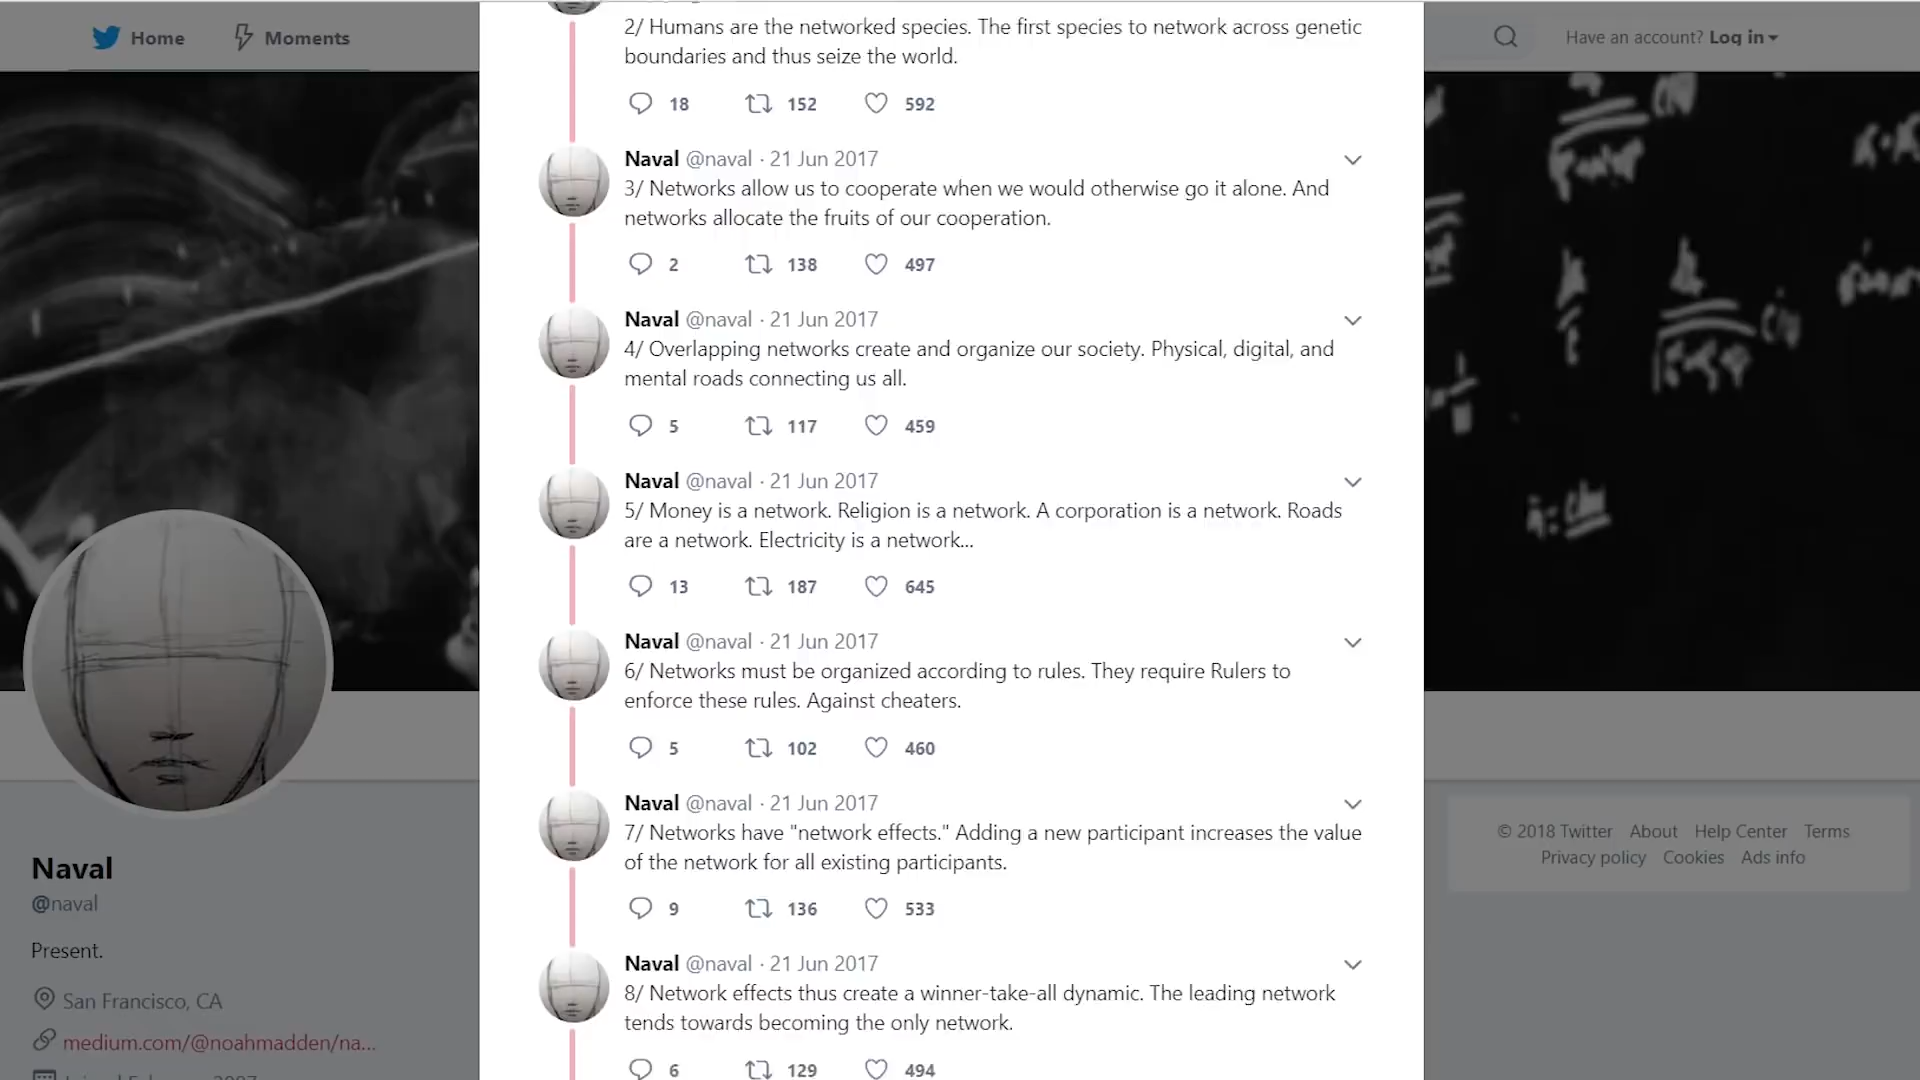 Home
Moments
Have an account? Log in
2/ Humans are the networked species. The first species to network across genetic
boundaries and thus seize the world.
18 152 592
Naval @naval · 21 Jun 2017
3/ Networks allow us to cooperate when we would otherwise go it alone. And
networks allocate the fruits of our cooperation.
2 138 497
Naval @naval · 21 Jun 2017
4/ Overlapping networks create and organize our society. Physical, digital, and
mental roads connecting us all.
5 117 459
Naval @naval · 21 Jun 2017
5/ Money is a network. Religion is a network. A corporation is a network. Roads
are a network. Electricity is a network...
13 187 645
Naval @naval · 21 Jun 2017
6/ Networks must be organized according to rules. They require Rulers to
enforce these rules. Against cheaters.
5 102 460
Naval @naval · 21 Jun 2017
7/ Networks have "network effects." Adding a new participant increases the value
of the network for all existing participants.
9 136 533
Naval @naval · 21 Jun 2017
8/ Network effects thus create a winner-take-all dynamic. The leading network
tends towards becoming the only network.
6 129 494
Naval
@naval
Present.
San Francisco, CA
medium.com/@noahmadden/na...
© 2018 Twitter About Help Center Terms
Privacy policy Cookies Ads info